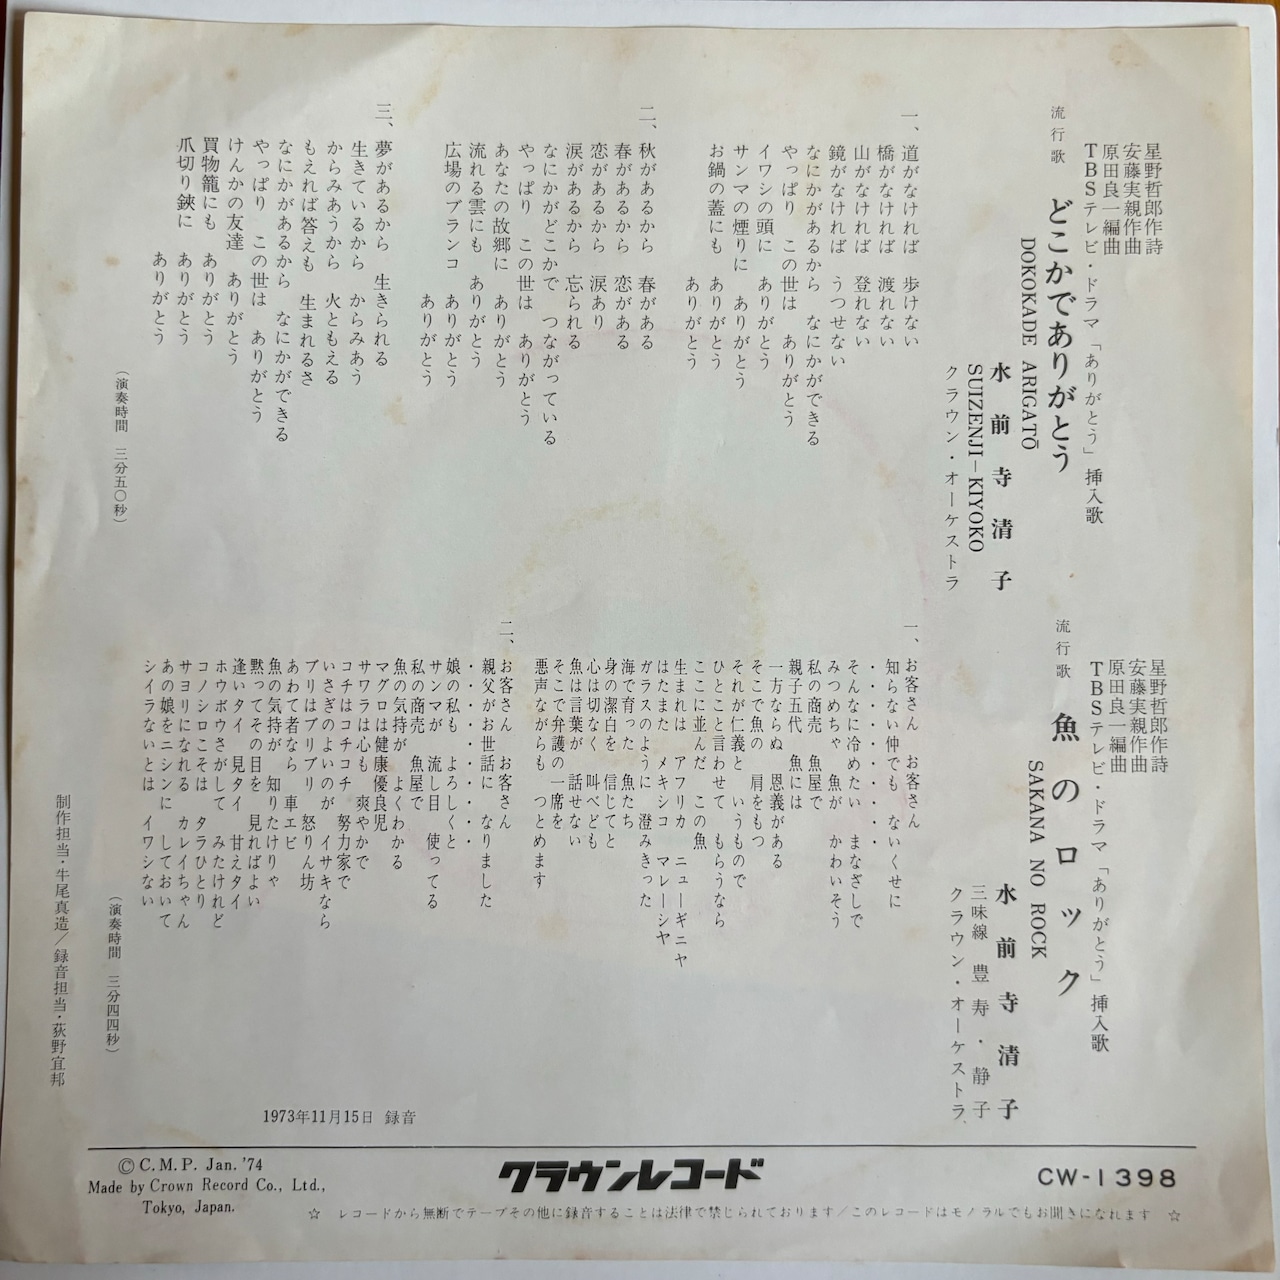 星野哲郎作詩
安藤実親作曲
原田良一編曲
TBSテレビ・ドラマ「ありがとう」挿入歌
流行歌 どこかでありがとう
DOKOKADE ARIGATŌ
水前寺清子
SUIZENJI-KIYOKO
クラウン・オーケストラ
一、道がなければ 歩けない
橋がなければ 渡れない
山がなければ 登れない
鏡がなければ うつせない
なにかがあるから なにかができる
やっぱり この世は ありがとう
イワシの頭に ありがとう
サンマの煙りに ありがとう
お鍋の蓋にも ありがとう
ありがとう
二、秋があるから 春がある
春があるから 恋がある
恋があるから 涙あり
涙があるから 忘られる
なにかがどこかで つながっている
やっぱり この世は ありがとう
あなたの故郷に ありがとう
流れる雲にも ありがとう
広場のブランコ ありがとう
ありがとう
三、夢があるから 生きられる
生きているから からみあう
からみあうから 火ともえる
もえれば答えも 生まれるさ
なにかがあるから なにかができる
やっぱり この世は ありがとう
けんかの友達 ありがとう
買物籠にも ありがとう
爪切り鋏に ありがとう
ありがとう
(演奏時間 三分五〇秒)
星野哲郎作詩
安藤実親作曲
原田良一編曲
TBSテレビ・ドラマ「ありがとう」挿入歌
流行歌 魚のロック
SAKANA NO ROCK
水前寺清子
三味線 豊寿・静子
クラウン・オーケストラ
一、お客さん お客さん
知らない仲でも ないくせに
・・・・・・・・・・
そんなに冷めたい まなざしで
みつめちゃ 魚が かわいそう
私の商売 魚屋で
一方ならぬ 恩義がある
親子五代 魚には
そこで魚の 肩をもつ
それが仁義と いうもので
ひとこと言わせて もらうなら
ここに並んだ この魚
生まれは アフリカ ニューギニヤ
はたまた メキシコ マレーシヤ
ガラスのように 澄みきった
海で育った 魚たち
身の潔白を 信じてと
心は切なく 叫べども
魚は言葉が 話せない
そこで弁護の 一席を
悪声ながらも つとめます
二、お客さん お客さん
親父がお世話に なりました
・・・・・・・・・・
娘の私も よろしくと
サンマが 流し目 使ってる
私の商売 魚屋で
魚の気持が よくわかる
マグロは健康優良児
サワラは心も 爽やかで
コチはコチコチ 努力家で
いさぎのよいのが イサキなら
ブリはブリブリ 怒りん坊
あわて者なら 車エビ
魚の気持が 知りたけりゃ
黙ってその目を 見ればよい
逢いタイ 見タイ 甘えタイ
ホウボウさがして みたけれど
コノシロこそは タラひとり
サヨリになれる カレイちゃん
あの娘をニシンに しておいて
シイラないとは イワシない
(演奏時間 三分四四秒)
制作担当・牛尾真造/録音担当・荻野宜邦
1973年11月15日 録音
©C.M.P. Jan.'74
Made by Crown Record Co., Ltd.,
Tokyo, Japan.
クラウンレコード
CW-1398
☆ レコードから無断でテープその他に録音することは法律で禁じられております/このレコードはモノラルでもお聞きになれます ☆